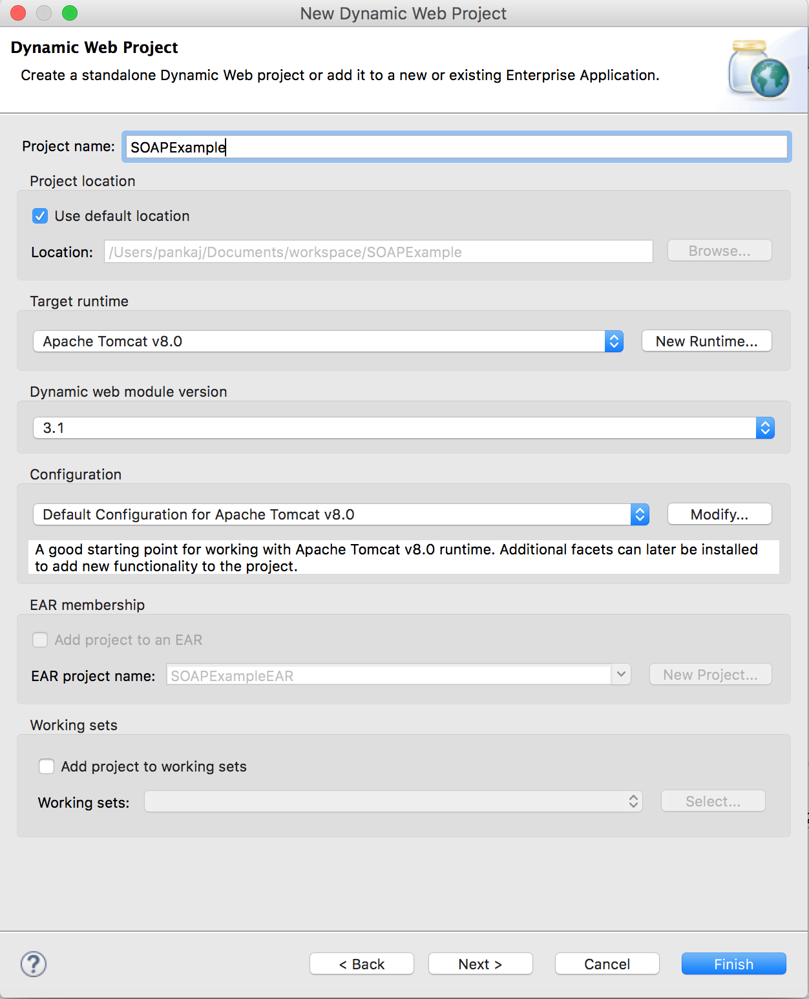 New Dynamic Web Project
Dynamic Web Project
Create a standalone Dynamic Web project or add it to a new or existing Enterprise Application.
Project name: SOAPExample
Project location
Use default location
Location: /Users/pankaj/Documents/workspace/SOAPExample Browse...
Target runtime
Apache Tomcat v8.0 New Runtime...
Dynamic web module version
3.1
Configuration
Default Configuration for Apache Tomcat v8.0 Modify...
A good starting point for working with Apache Tomcat v8.0 runtime. Additional facets can later be installed
to add new functionality to the project.
EAR membership
Add project to an EAR
EAR project name: SOAPExampleEAR New Project...
Working sets
Add project to working sets
Working sets: Select...
? < Back Next > Cancel Finish